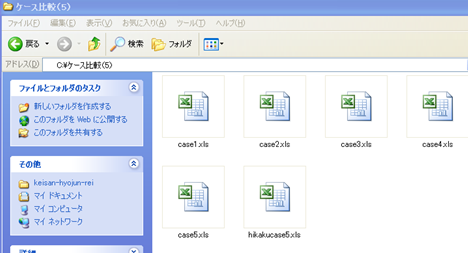 ケース比較(5)
ファイル(F) 編集(E) 表示(V) お気に入り(A) ツール(T) ヘルプ(H)
戻る 検索 フォルダ
アドレス(D) C:¥ケース比較(5)
ファイルとフォルダのタスク
新しいフォルダを作成する
このフォルダを Web に公開する
このフォルダを共有する
その他
keisan-hyojun-rei
マイ ドキュメント
マイ コンピュータ
マイ ネットワーク
詳細
case1.xls case2.xls case3.xls case4.xls
case5.xls hikakucase5.xls